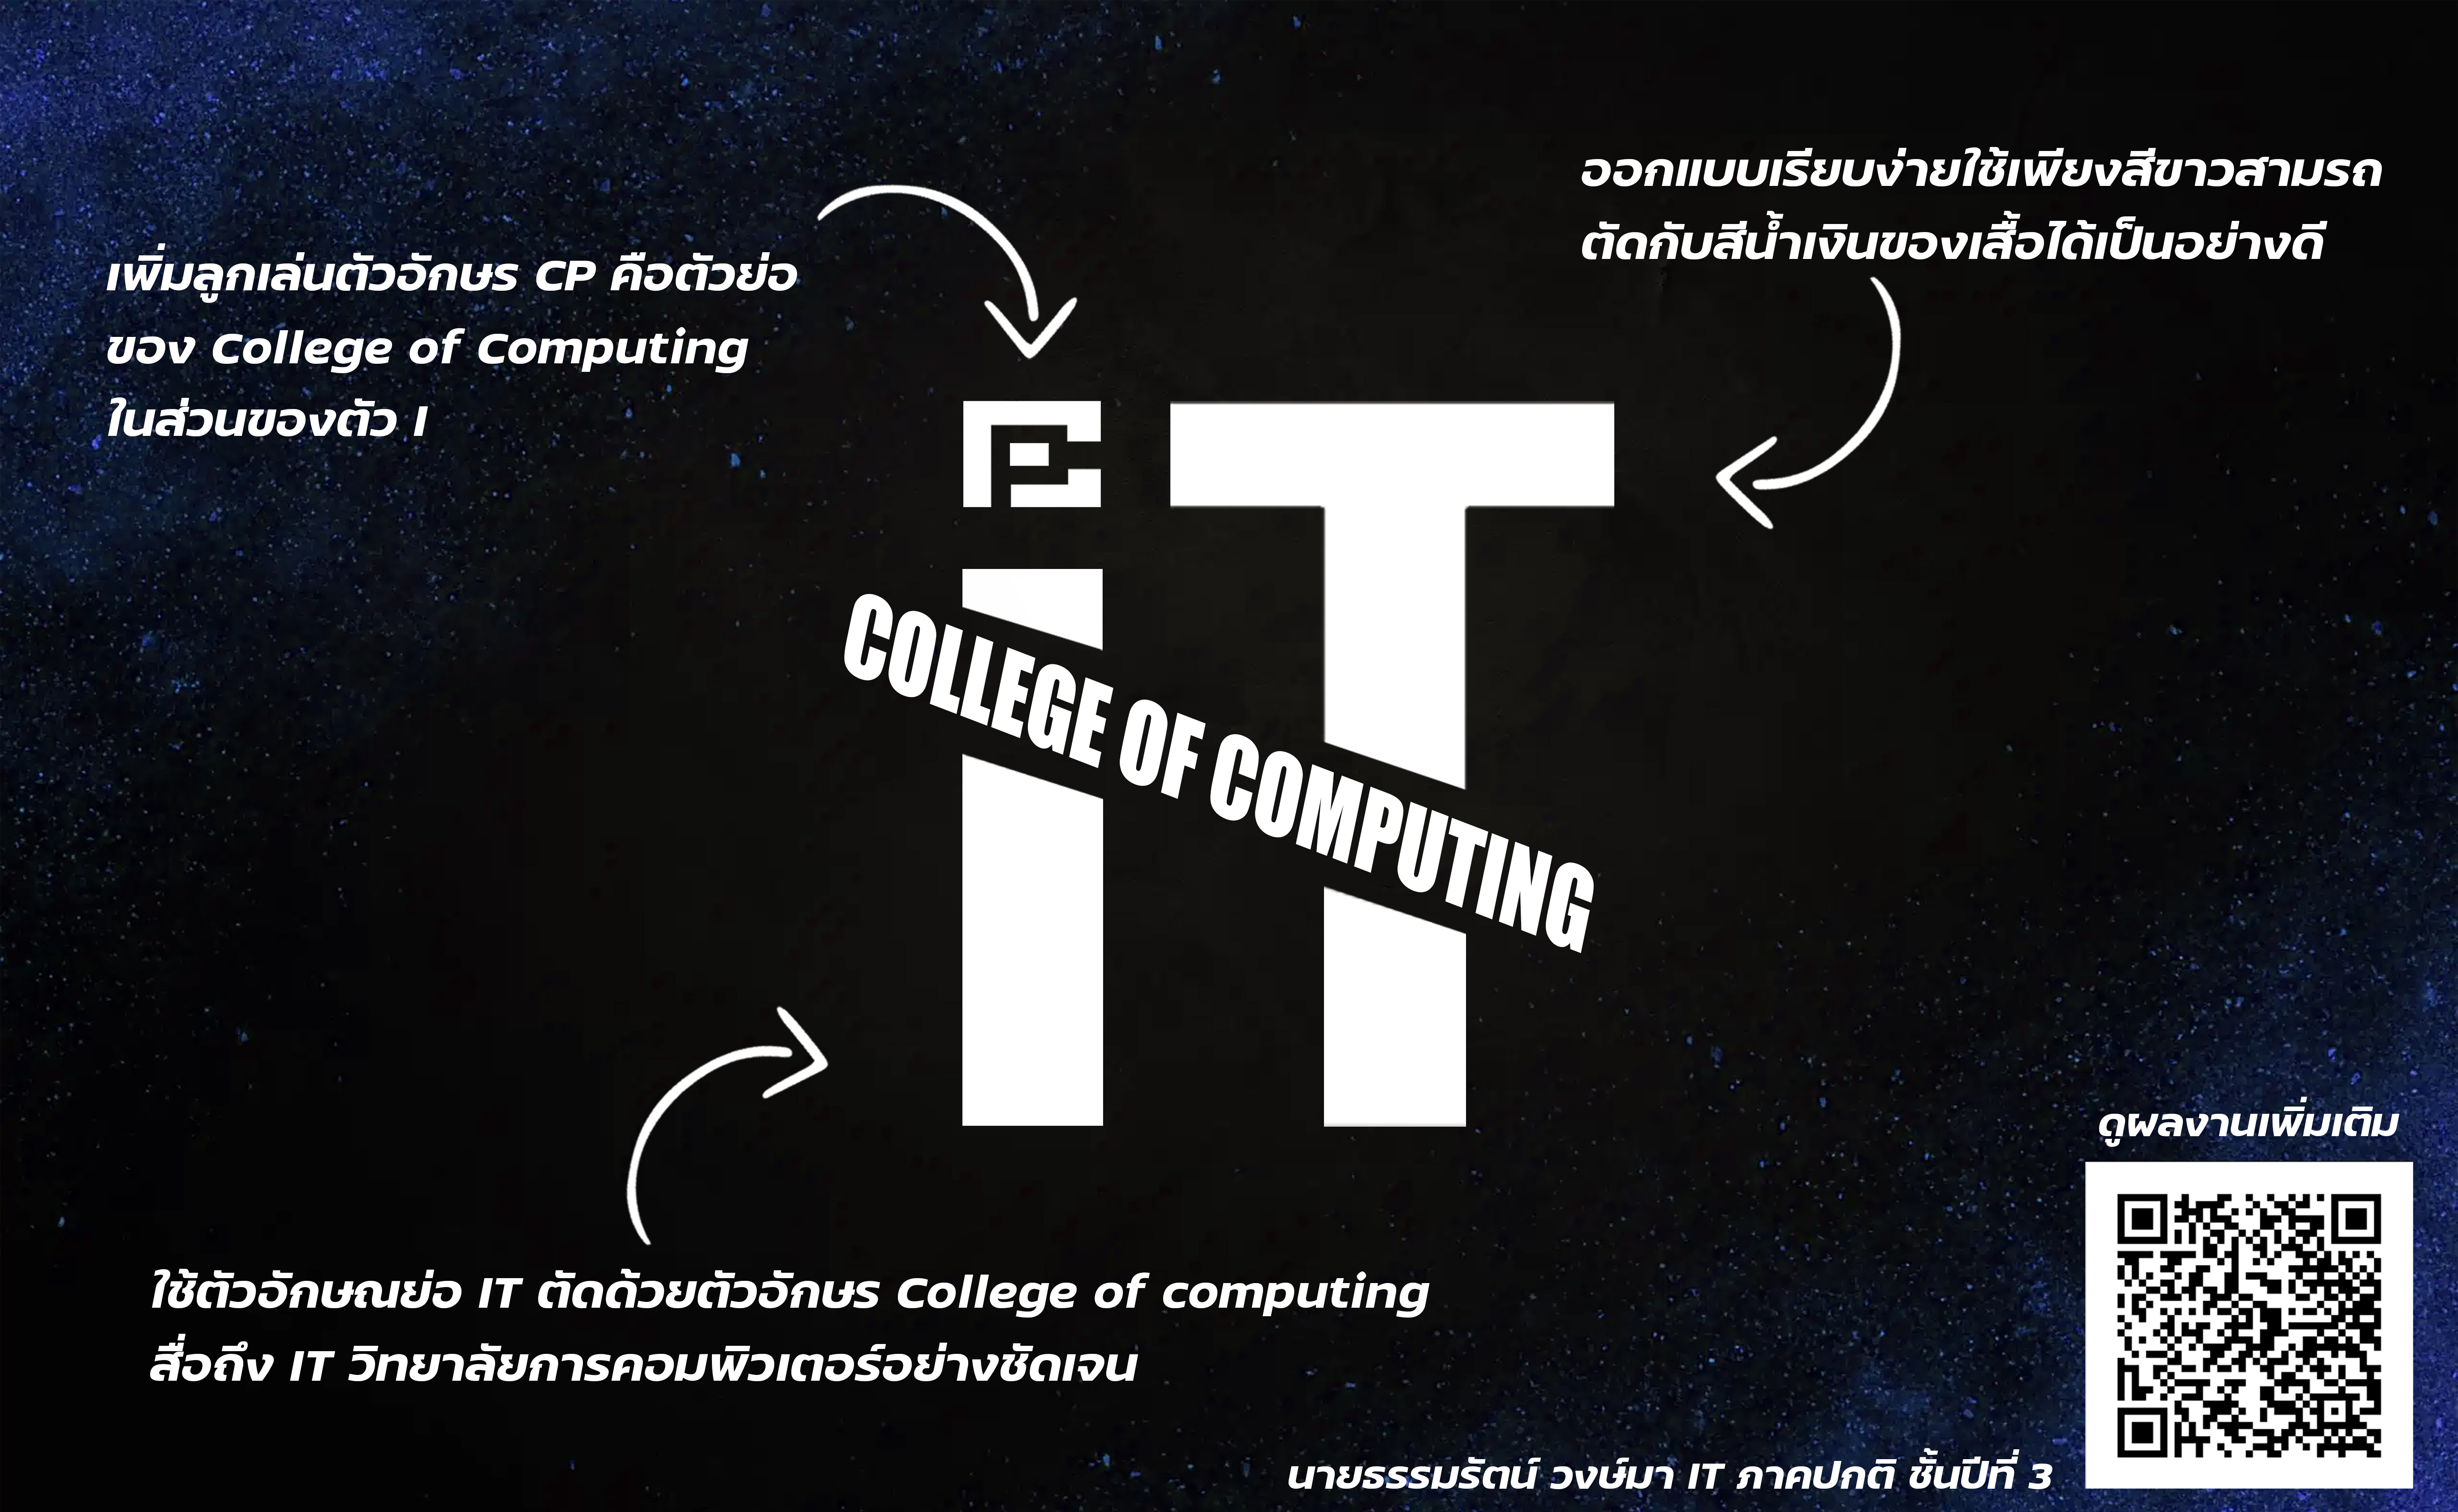 ออกแบบเรียบง่ายใช้เพียงสีขาวสามรถ
ตัดกับสีน้ำเงินของเสื้อได้เป็นอย่างดี
เพิ่มลูกเล่นตัวอักษร CP คือตัวย่อ
ของ College of Computing
ในส่วนของตัว I
CP
IT
COLLEGE OF COMPUTING
ใช้ตัวอักษณย่อ IT ตัดด้วยตัวอักษร College of computing
สื่อถึง IT วิทยาลัยการคอมพิวเตอร์อย่างชัดเจน
ดูผลงานเพิ่มเติม
นายธรรมรัตน์ วงษ์มา IT ภาคปกติ ชั้นปีที่ 3